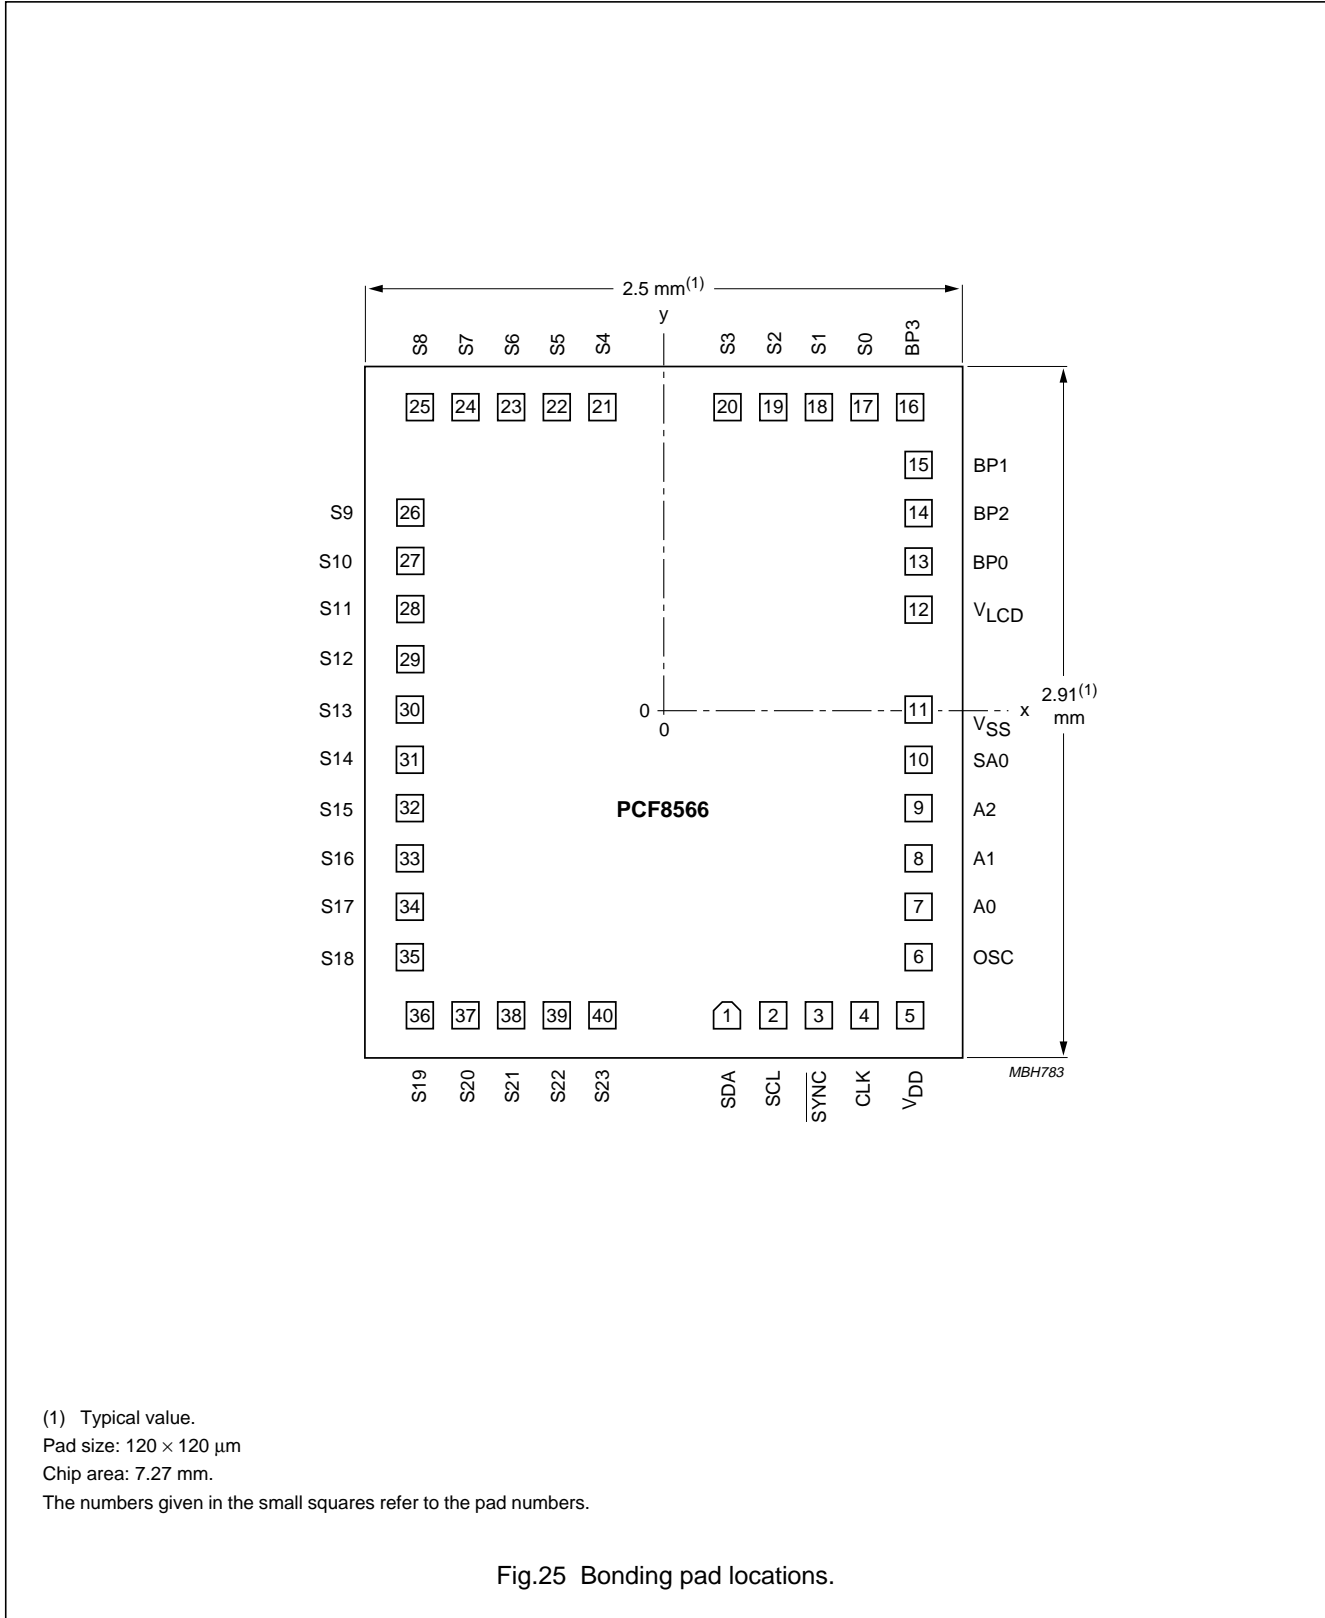 2.5 mm(1)
y
S8 S7 S6 S5 S4 S3 S2 S1 S0 BP3
25 24 23 22 21 20 19 18 17 16
15 BP1
S9 26 14 BP2
S10 27 13 BP0
S11 28 12 VLCD
S12 29
S13 30 0 11 x 2.91(1)
0 VSS mm
S14 31 10 SA0
S15 32 PCF8566 9 A2
S16 33 8 A1
S17 34 7 A0
S18 35 6 OSC
36 37 38 39 40 1 2 3 4 5
S19 S20 S21 S22 S23 SDA SCL SYNC CLK VDD
MBH783
(1) Typical value.
Pad size: 120 × 120 μm
Chip area: 7.27 mm.
The numbers given in the small squares refer to the pad numbers.
Fig.25 Bonding pad locations.